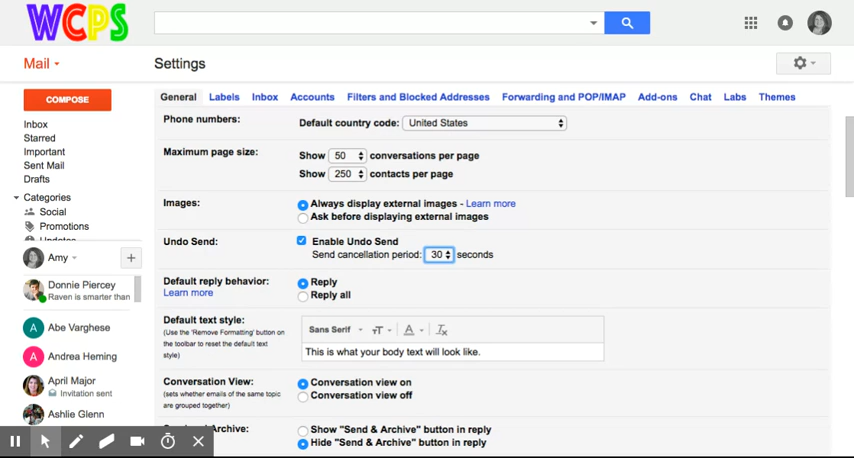 WCPS
Mail
Settings
COMPOSE
General Labels Inbox Accounts Filters and Blocked Addresses Forwarding and POP/IMAP Add-ons Chat Labs Themes
Inbox
Starred
Important
Sent Mail
Drafts
Categories
Social
Promotions
Updates
Amy
Donnie Piercey
Raven is smarter than
Abe Varghese
Andrea Heming
April Major
Invitation sent
Ashlie Glenn
Phone numbers:
Default country code: United States
Maximum page size:
Show 50 conversations per page
Show 250 contacts per page
Images:
Always display external images - Learn more
Ask before displaying external images
Undo Send:
Enable Undo Send
Send cancellation period: 30 seconds
Default reply behavior:
Learn more
Reply
Reply all
Default text style:
(Use the 'Remove Formatting' button on
the toolbar to reset the default text
style)
Sans Serif
This is what your body text will look like.
Conversation View:
(sets whether emails of the same topic
are grouped together)
Conversation view on
Conversation view off
Archive:
Show "Send & Archive" button in reply
Hide "Send & Archive" button in reply